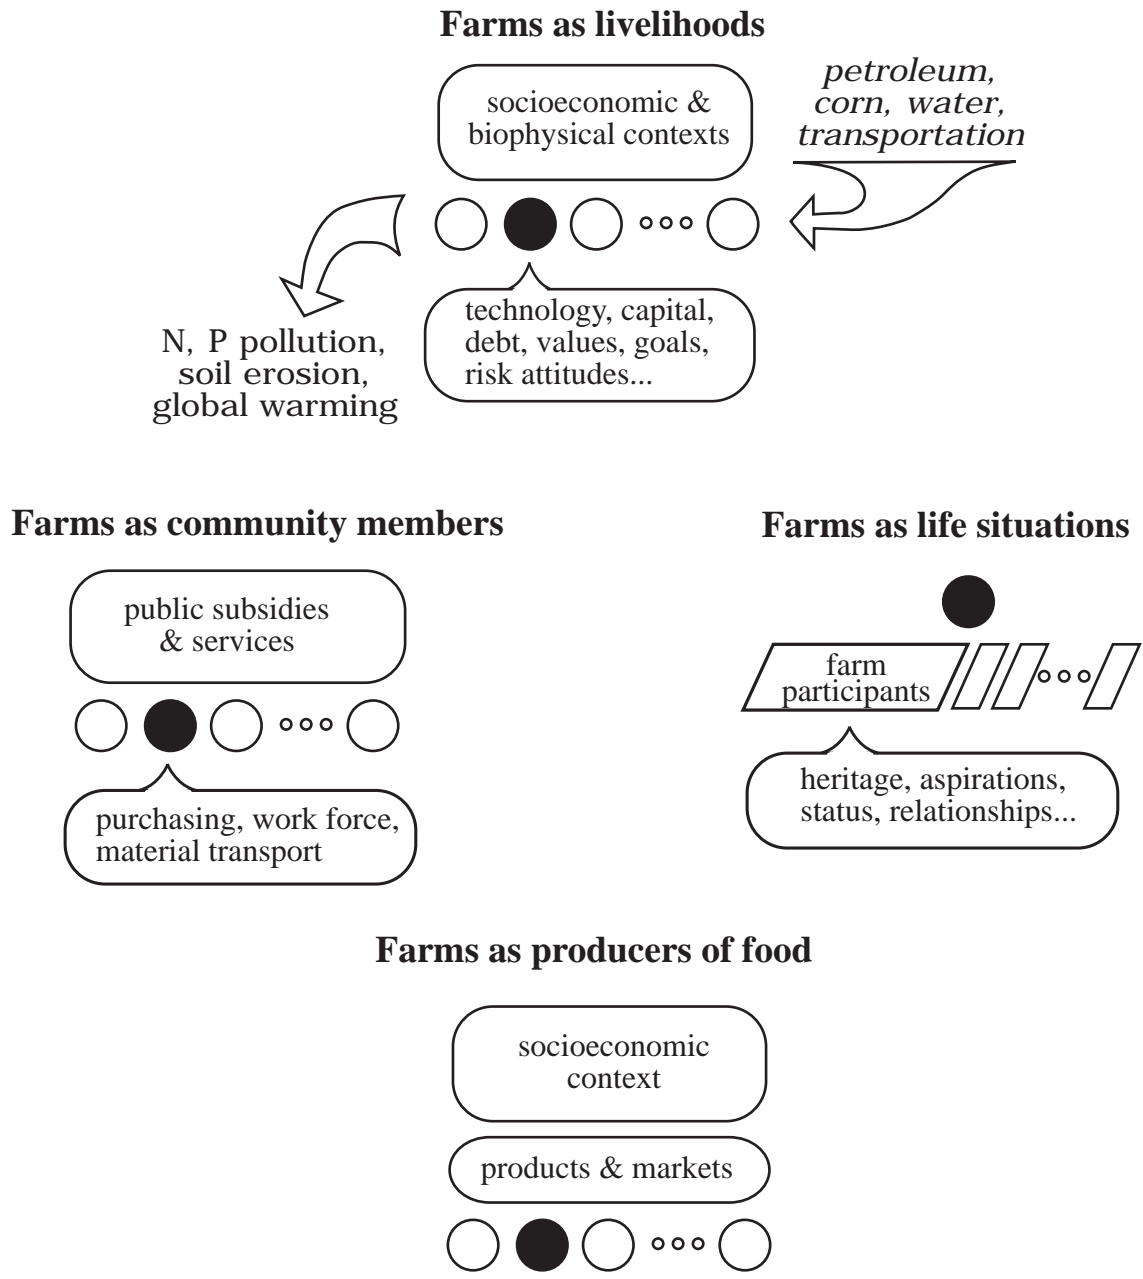 Farms as livelihoods
socioeconomic &
biophysical contexts
petroleum,
corn, water,
transportation
N, P pollution,
soil erosion,
global warming
technology, capital,
debt, values, goals,
risk attitudes...
Farms as community members
public subsidies
& services
purchasing, work force,
material transport
Farms as life situations
farm
participants
heritage, aspirations,
status, relationships...
Farms as producers of food
socioeconomic
context
products & markets